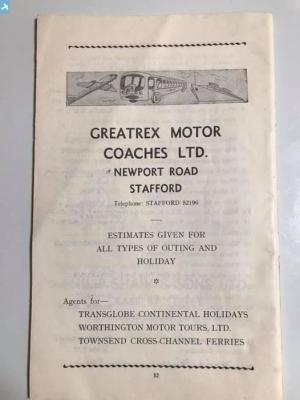 GREATREX MOTOR
COACHES LTD.
NEWPORT ROAD
STAFFORD
Telephone: STAFFORD 52196
ESTIMATES GIVEN FOR
ALL TYPES OF OUTING AND
HOLIDAY
Agents for—
TRANSGLOBE CONTINENTAL HOLIDAYS
WORTHINGTON MOTOR TOURS, LTD.
TOWNSEND CROSS-CHANNEL FERRIES
32